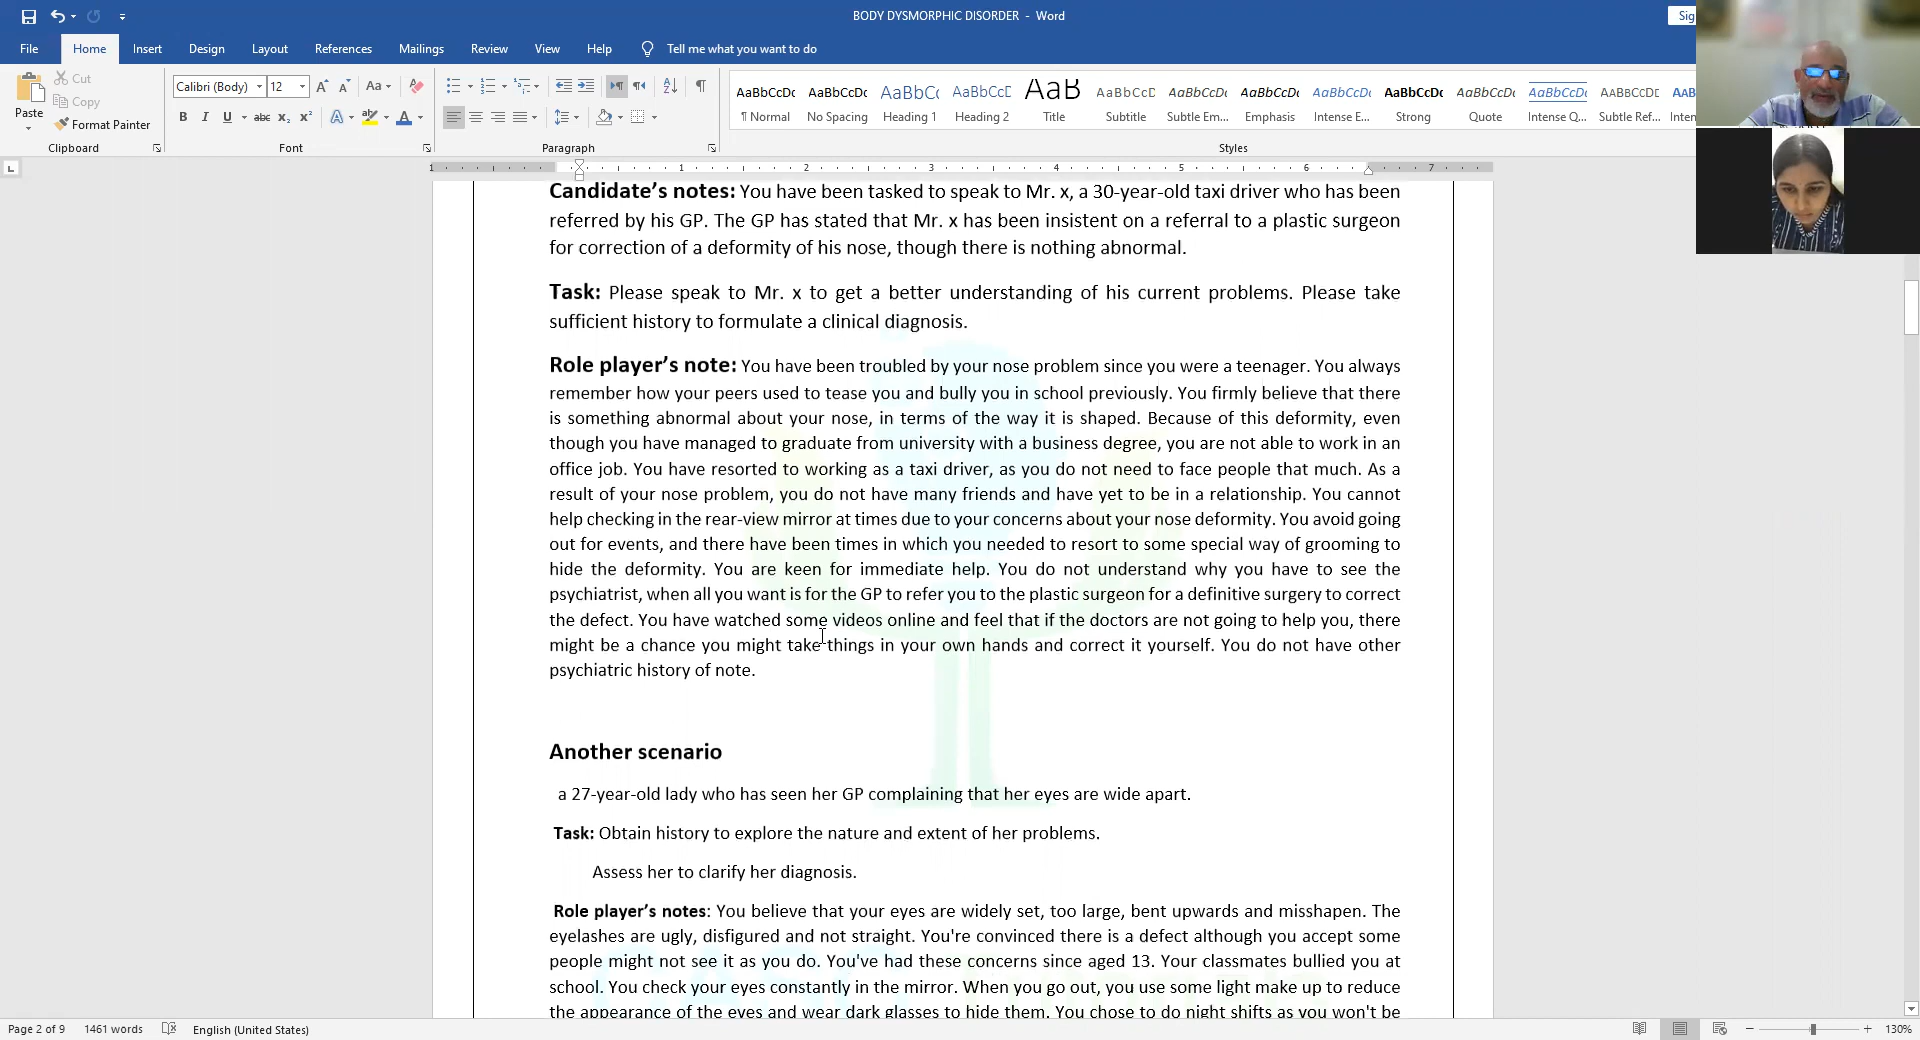 BODY DYSMORPHIC DISORDER - Word
File Home Insert Design Layout References Mailings Review View Help Tell me what you want to do
Paste
Cut
Copy
Format Painter
Clipboard
Calibri (Body) 12
Font
Paragraph
AaBbCcDc AaBbCcDc AaBbC( AaBbCcE AaB AaBbCcD AaBbCcDc AaBbCcDc AaBbCcDc AaBbCcDc AaBbCcDc AaBbCcDc AABBCCDE AAB
¶ Normal No Spacing Heading 1 Heading 2 Title Subtitle Subtle Em... Emphasis Intense E... Strong Quote Intense Q... Subtle Ref... Inten
Styles
1 1 2 3 4 5 6 7
Candidate’s notes: You have been tasked to speak to Mr. x, a 30-year-old taxi driver who has been
referred by his GP. The GP has stated that Mr. x has been insistent on a referral to a plastic surgeon
for correction of a deformity of his nose, though there is nothing abnormal.
Task: Please speak to Mr. x to get a better understanding of his current problems. Please take
sufficient history to formulate a clinical diagnosis.
Role player’s note: You have been troubled by your nose problem since you were a teenager. You always
remember how your peers used to tease you and bully you in school previously. You firmly believe that there
is something abnormal about your nose, in terms of the way it is shaped. Because of this deformity, even
though you have managed to graduate from university with a business degree, you are not able to work in an
office job. You have resorted to working as a taxi driver, as you do not need to face people that much. As a
result of your nose problem, you do not have many friends and have yet to be in a relationship. You cannot
help checking in the rear-view mirror at times due to your concerns about your nose deformity. You avoid going
out for events, and there have been times in which you needed to resort to some special way of grooming to
hide the deformity. You are keen for immediate help. You do not understand why you have to see the
psychiatrist, when all you want is for the GP to refer you to the plastic surgeon for a definitive surgery to correct
the defect. You have watched some videos online and feel that if the doctors are not going to help you, there
might be a chance you might take things in your own hands and correct it yourself. You do not have other
psychiatric history of note.
Another scenario
a 27-year-old lady who has seen her GP complaining that her eyes are wide apart.
Task: Obtain history to explore the nature and extent of her problems.
Assess her to clarify her diagnosis.
Role player’s notes: You believe that your eyes are widely set, too large, bent upwards and misshapen. The
eyelashes are ugly, disfigured and not straight. You're convinced there is a defect although you accept some
people might not see it as you do. You've had these concerns since aged 13. Your classmates bullied you at
school. You check your eyes constantly in the mirror. When you go out, you use some light make up to reduce
the appearance of the eyes and wear dark glasses to hide them. You chose to do night shifts as you won't be
Page 2 of 9 1461 words English (United States) 130%